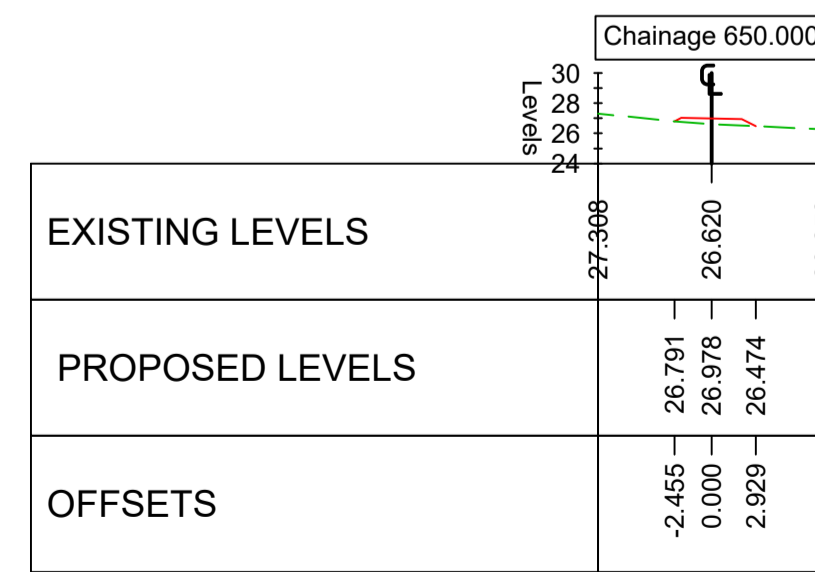 Chainage 650.000
30
28
26
24
Levels
EXISTING LEVELS
27.308
26.620
PROPOSED LEVELS
26.791
26.978
26.474
OFFSETS
-2.455
0.000
2.929